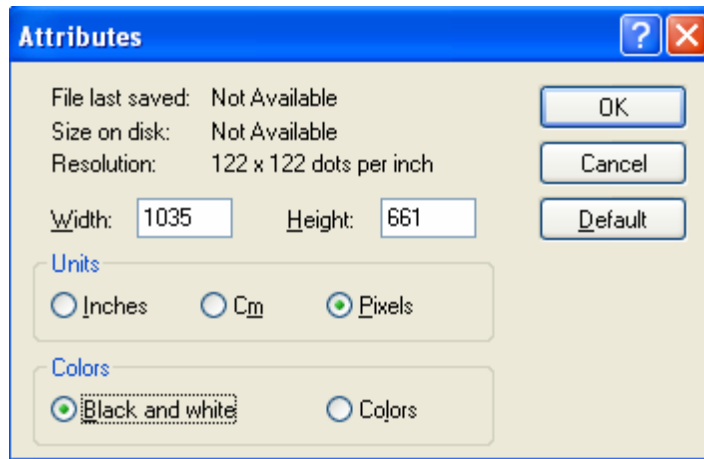 Attributes
File last saved: Not Available
Size on disk: Not Available
Resolution: 122 x 122 dots per inch
Width: 1035 Height: 661
Units
Inches Cm Pixels
Colors
Black and white Colors
OK
Cancel
Default